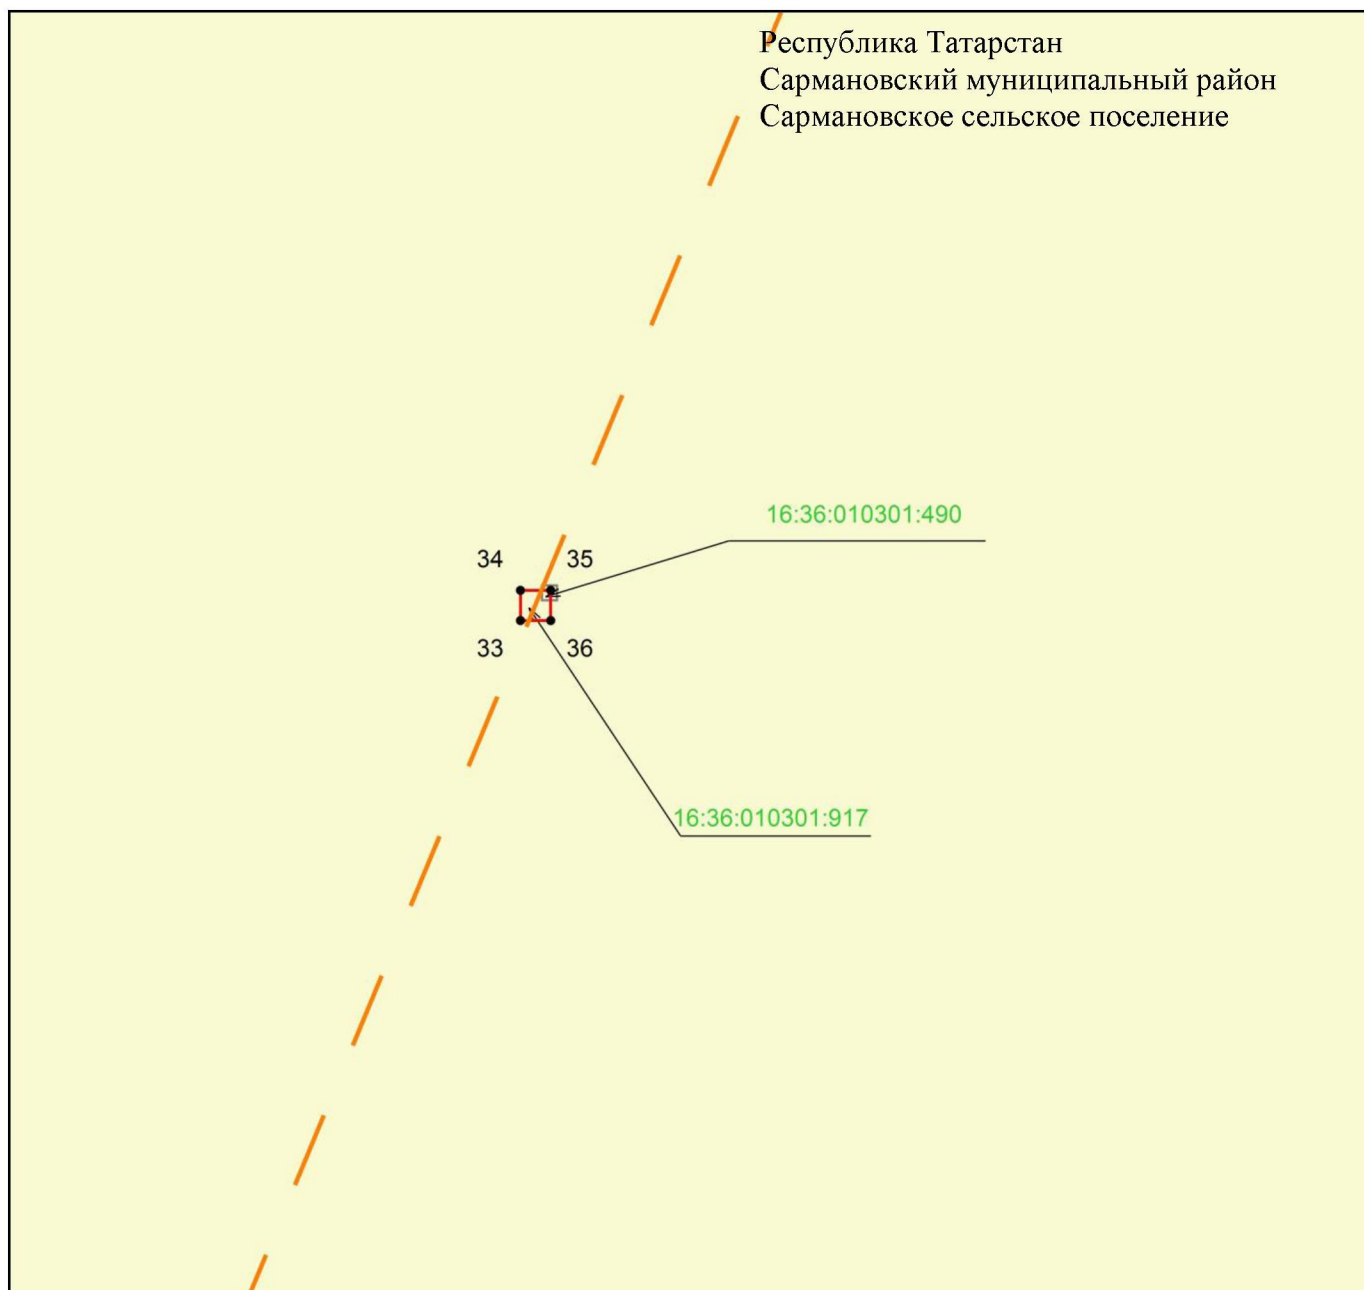 Республика Татарстан
Сармановский муниципальный район
Сармановское сельское поселение
16:36:010301:490
34 35
33 36
16:36:010301:917